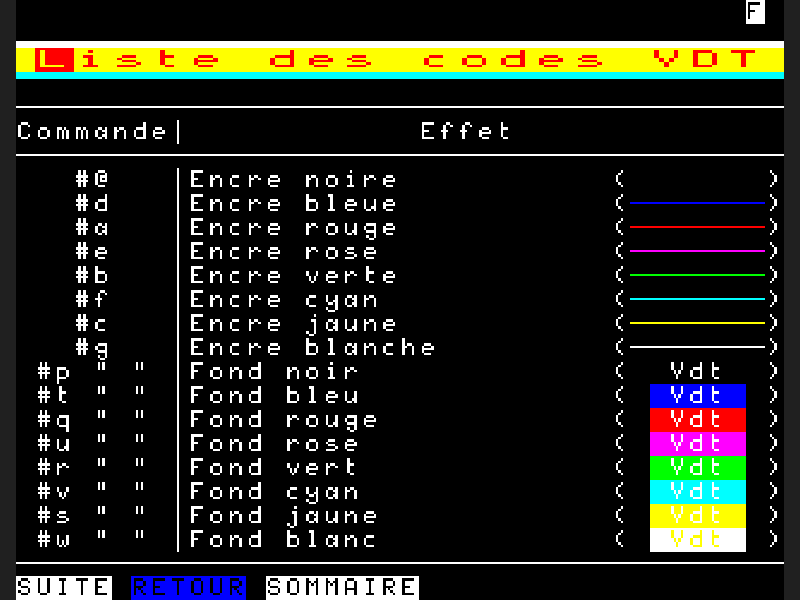 F
Liste des codes VDT
Commande| Effet
#@ Encre noire ( )
#d Encre bleue ( )
#a Encre rouge ( )
#e Encre rose ( )
#b Encre verte ( )
#f Encre cyan ( )
#c Encre jaune ( )
#g Encre blanche ( )
#p " " Fond noir ( Vdt )
#t " " Fond bleu ( Vdt )
#q " " Fond rouge ( Vdt )
#u " " Fond rose ( Vdt )
#r " " Fond vert ( Vdt )
#v " " Fond cyan ( Vdt )
#s " " Fond jaune ( Vdt )
#w " " Fond blanc ( Vdt )
SUITE RETOUR SOMMAIRE